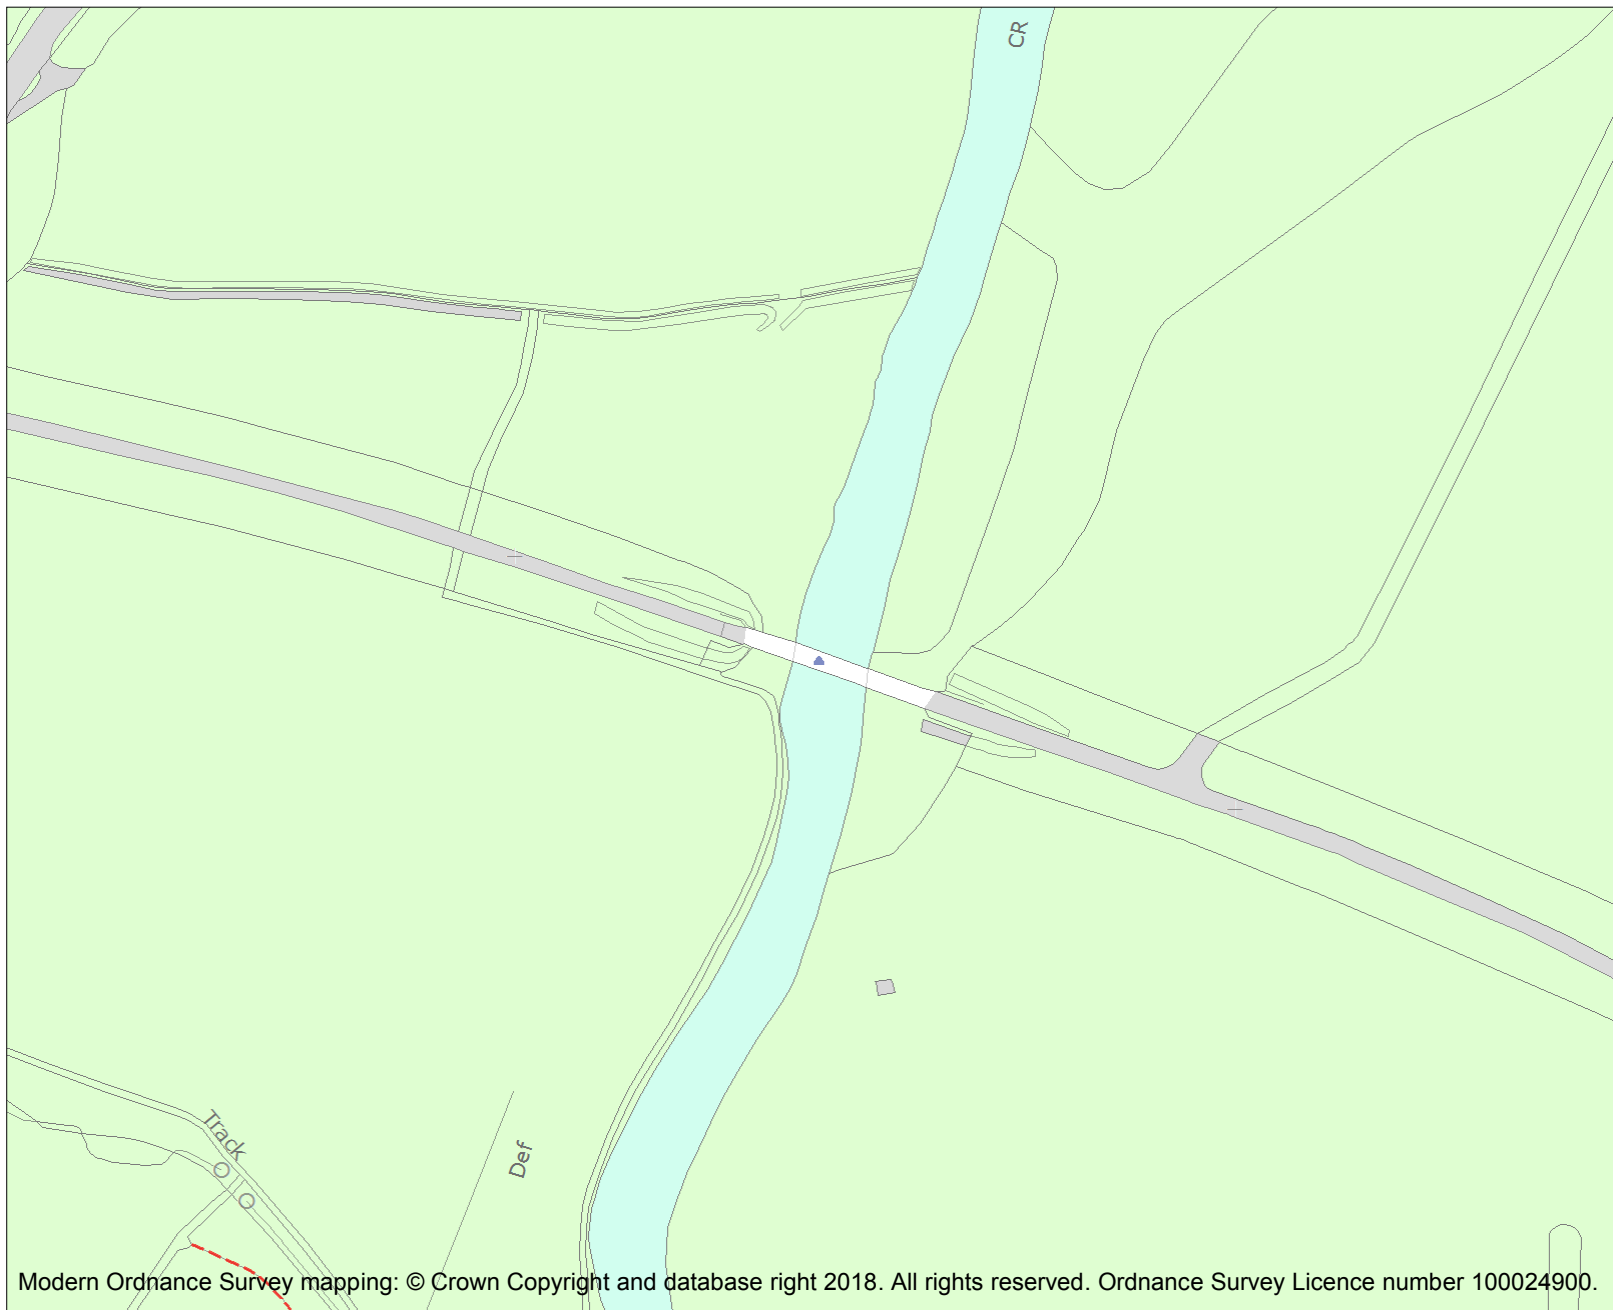 CR
Track
Def
Modern Ordnance Survey mapping: © Crown Copyright and database right 2018. All rights reserved. Ordnance Survey Licence number 100024900.